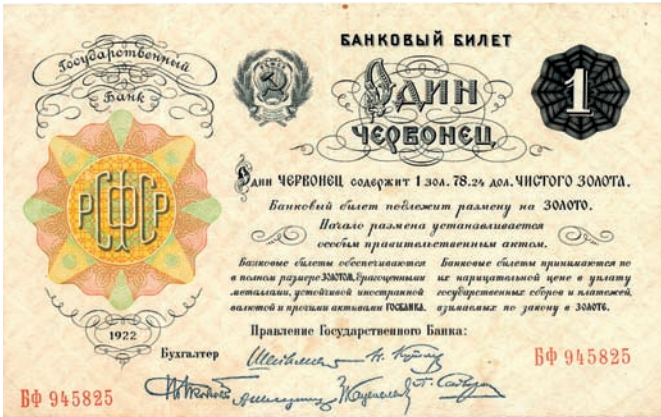 Государственный
Банк
РСФСР
БАНКОВЫЙ БИЛЕТ
ОДИН
ЧЕРВОНЕЦ
1
Один ЧЕРВОНЕЦ содержит 1 зол. 78.24 дол. ЧИСТОГО ЗОЛОТА.
Банковый билет подлежит размену на ЗОЛОТО.
Начало размена устанавливается
особым правительственным актом.
Банковые билеты обеспечиваются
в полном размере ЗОЛОТОМ, драгоценными
металлами, устойчивой иностранной
валютой и прочими активами ГОСБАНКА.
Банковые билеты принимаются по
их нарицательной цене в уплату
государственных сборов и платежей,
взимаемых по закону в ЗОЛОТЕ.
1922
Правление Государственного Банка:
Бухгалтер
БФ 945825
БФ 945825